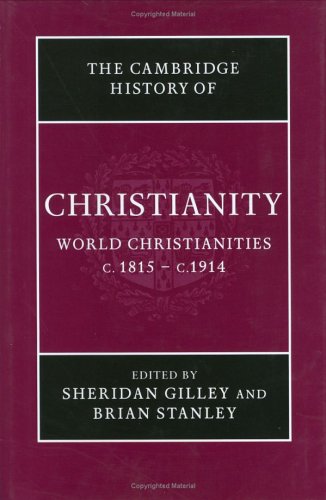 THE CAMBRIDGE
HISTORY OF
CHRISTIANITY
WORLD CHRISTIANITIES
C. 1815 – C.1914
EDITED BY
SHERIDAN GILLEY AND
BRIAN STANLEY